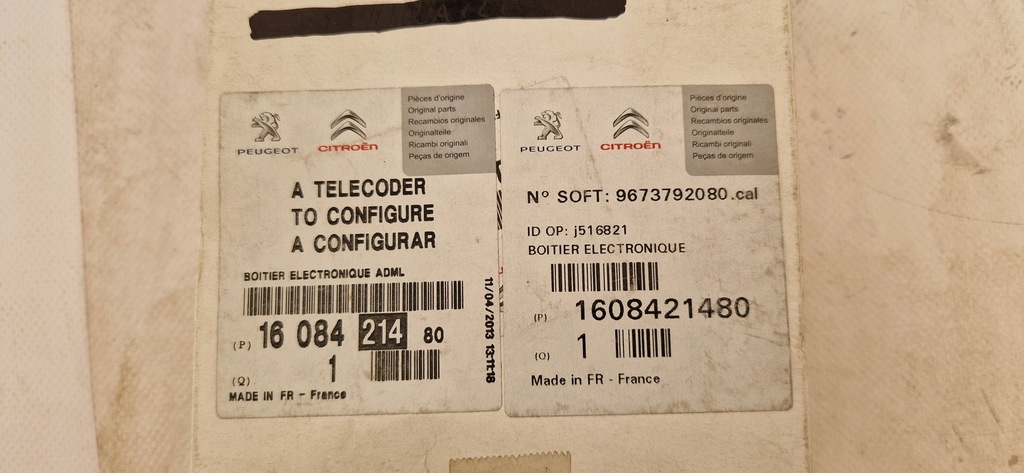 PEUGEOT
CITROËN
Pièces d'origine
Original parts
Recambios originales
Originalteile
Ricambi originali
Peças de origem
A TELECODER
TO CONFIGURE
A CONFIGURAR
BOITIER ELECTRONIQUE ADML
(P) 16 084 214 80
(Q) 1
MADE IN FR - France
11/04/2013 13:11:18
PEUGEOT
CITROËN
Pièces d'origine
Original parts
Recambios originales
Originalteile
Ricambi originali
Peças de origem
Nº SOFT: 9673792080.cal
ID OP: j516821
BOITIER ELECTRONIQUE
(P) 1608421480
(Q) 1
Made in FR - France